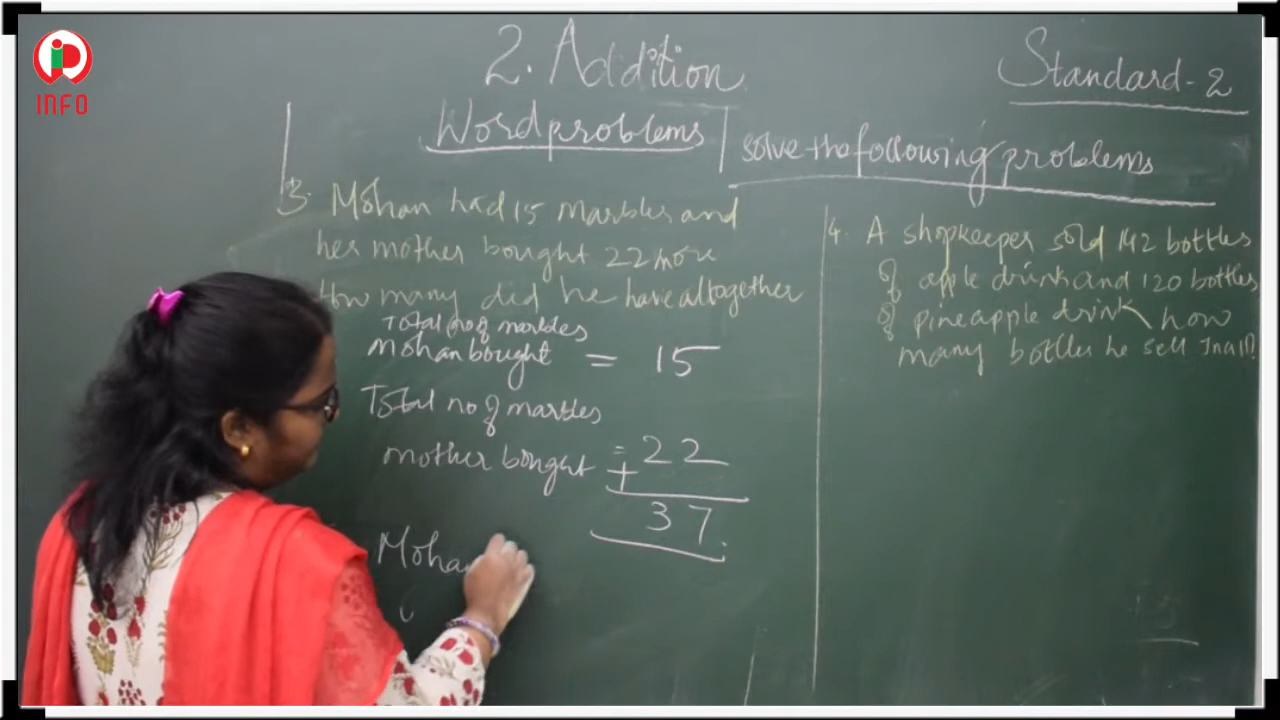 INFO
2. Addition
Standard-2
Word problems
solve the following problems
3. Mohan had 15 marbles and
her mother bought 22 more
How many did he have altogether
Total no of marbles
Mohan bought = 15
Total no of marbles
mother bought = 22
+
37.
Mohan
4. A shopkeeper sold 142 bottles
of apple drink and 120 bottles
of pineapple drink how
many bottles he sell Inall?